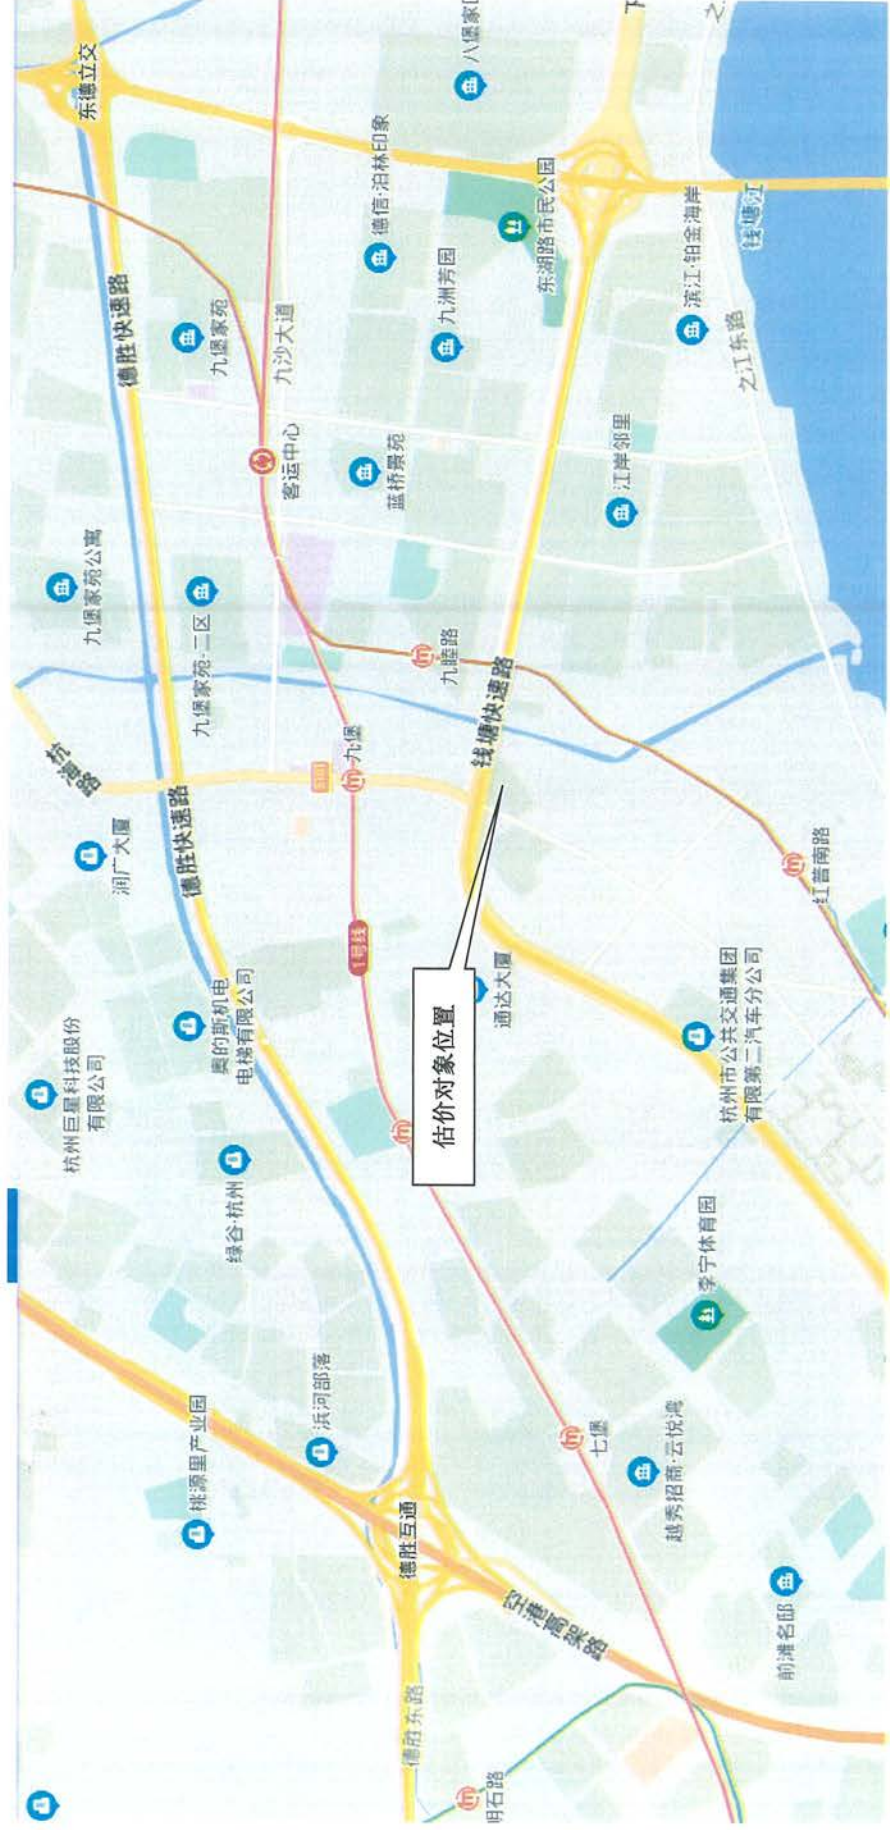 杭州巨星科技股份
有限公司
润广大厦
杭海路
九堡家苑公寓
东德立交
德胜快速路
桃源里产业园
绿谷·杭州
奥的斯机电
电梯有限公司
德胜快速路
九堡家苑-二区
九堡家苑
浜河部落
九沙大道
客运中心
1号线
九堡
蓝桥景苑
德信·泊林印象
德胜东路
德胜互通
估价对象位置
九睦路
九洲芳园
八堡家
明石路
空港高架路
通达大厦
钱塘快速路
东湖路市民公园
七堡
江岸邻里
越秀招商·云悦湾
李宁体育园
杭州市公共交通集团
有限第二汽车分公司
滨江·铂金海岸
之江东路
钱塘江
前滩名邸
红普南路